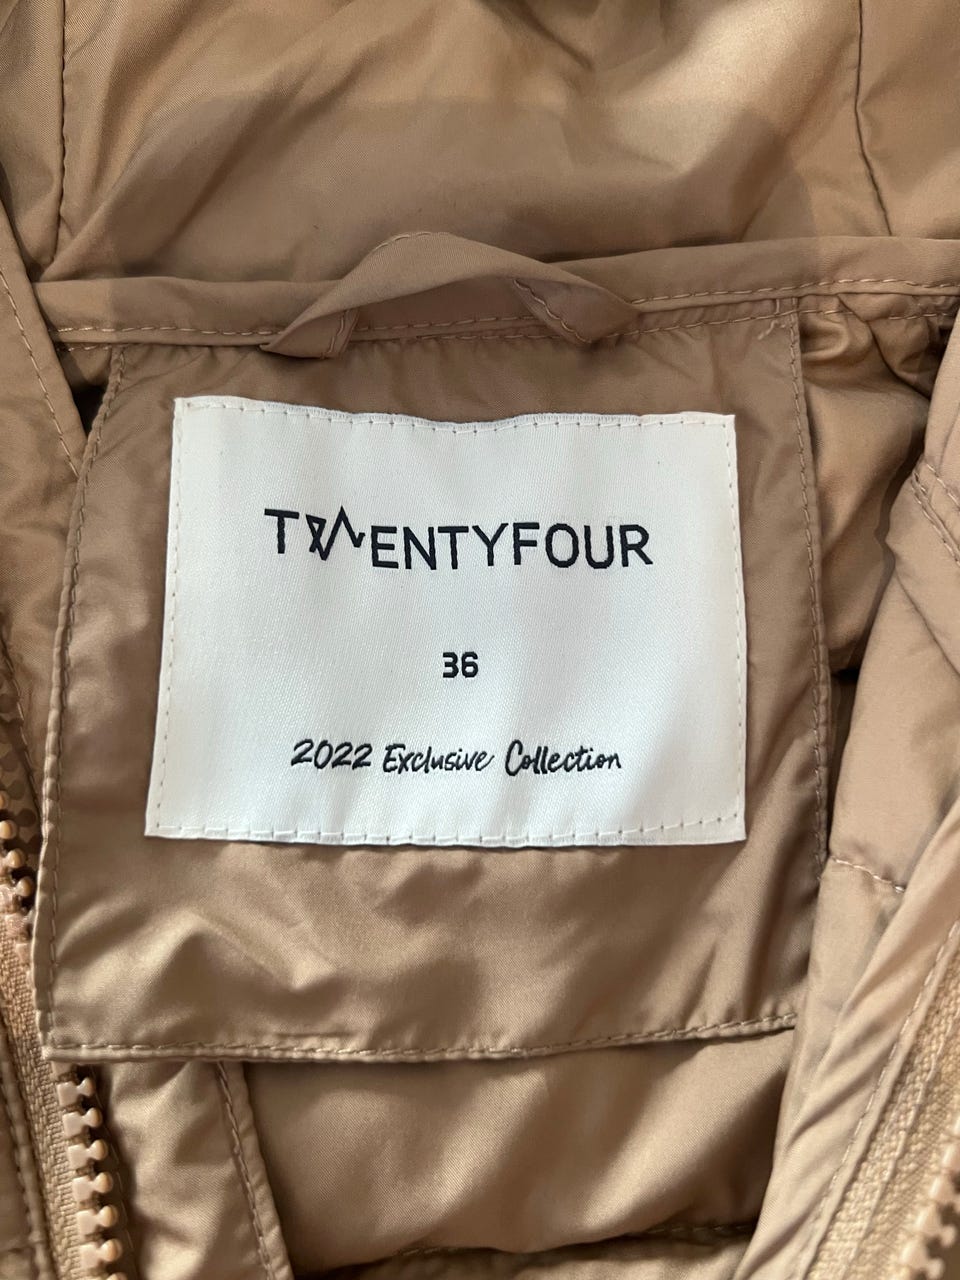 TWENTYFOUR
36
2022 Exclusive Collection